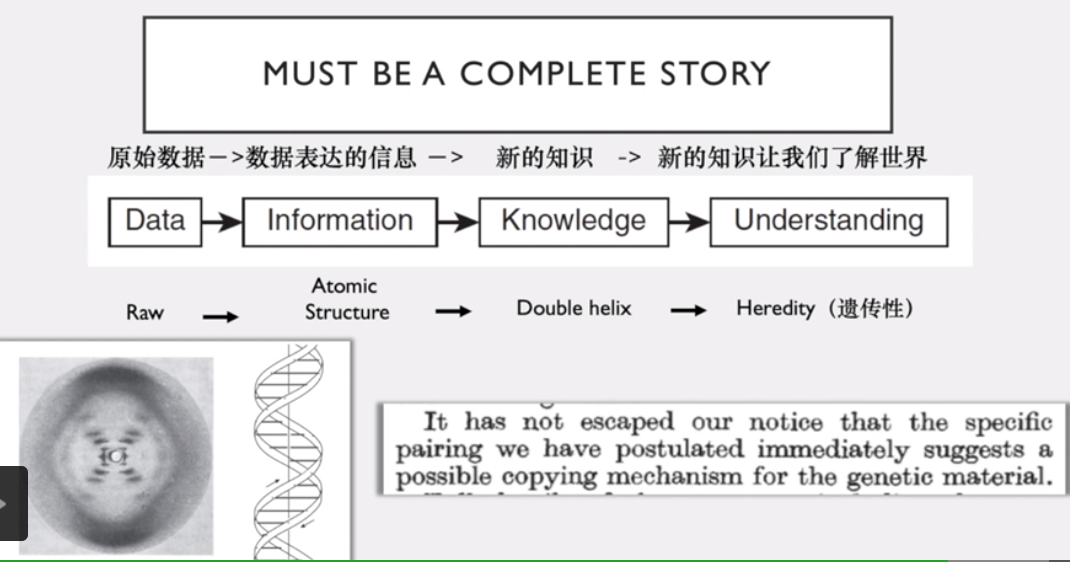 MUST BE A COMPLETE STORY
原始数据—>数据表达的信息 —> 新的知识 -> 新的知识让我们了解世界
Data Information Knowledge Understanding
Raw Atomic Structure Double helix Heredity（遗传性）
It has not escaped our notice that the specific
pairing we have postulated immediately suggests a
possible copying mechanism for the genetic material.